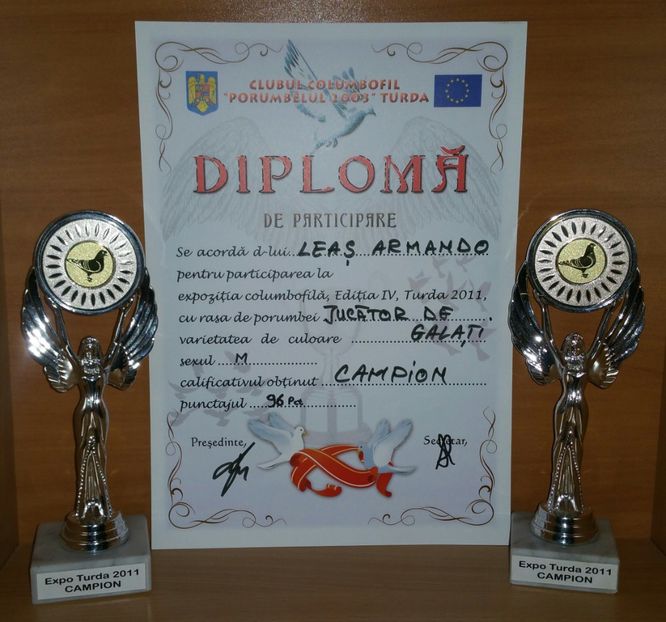 CLUBUL COLUMBOFIL
"PORUMBELUL 2003" TURDA
DIPLOMĂ
DE PARTICIPARE
Se acordă d-lui..LEAȘ ARMANDO
pentru participarea la
expoziția columbofilă, Ediția IV, Turda 2011,
cu rasa de porumbei JUCĂTOR DE
varietatea de culoare GALAȚI
sexul M
calificativul obținut CAMPION
punctajul 96 Pct
Președinte, Secretar,
Expo Turda 2011
CAMPION
Expo Turda 2011
CAMPION